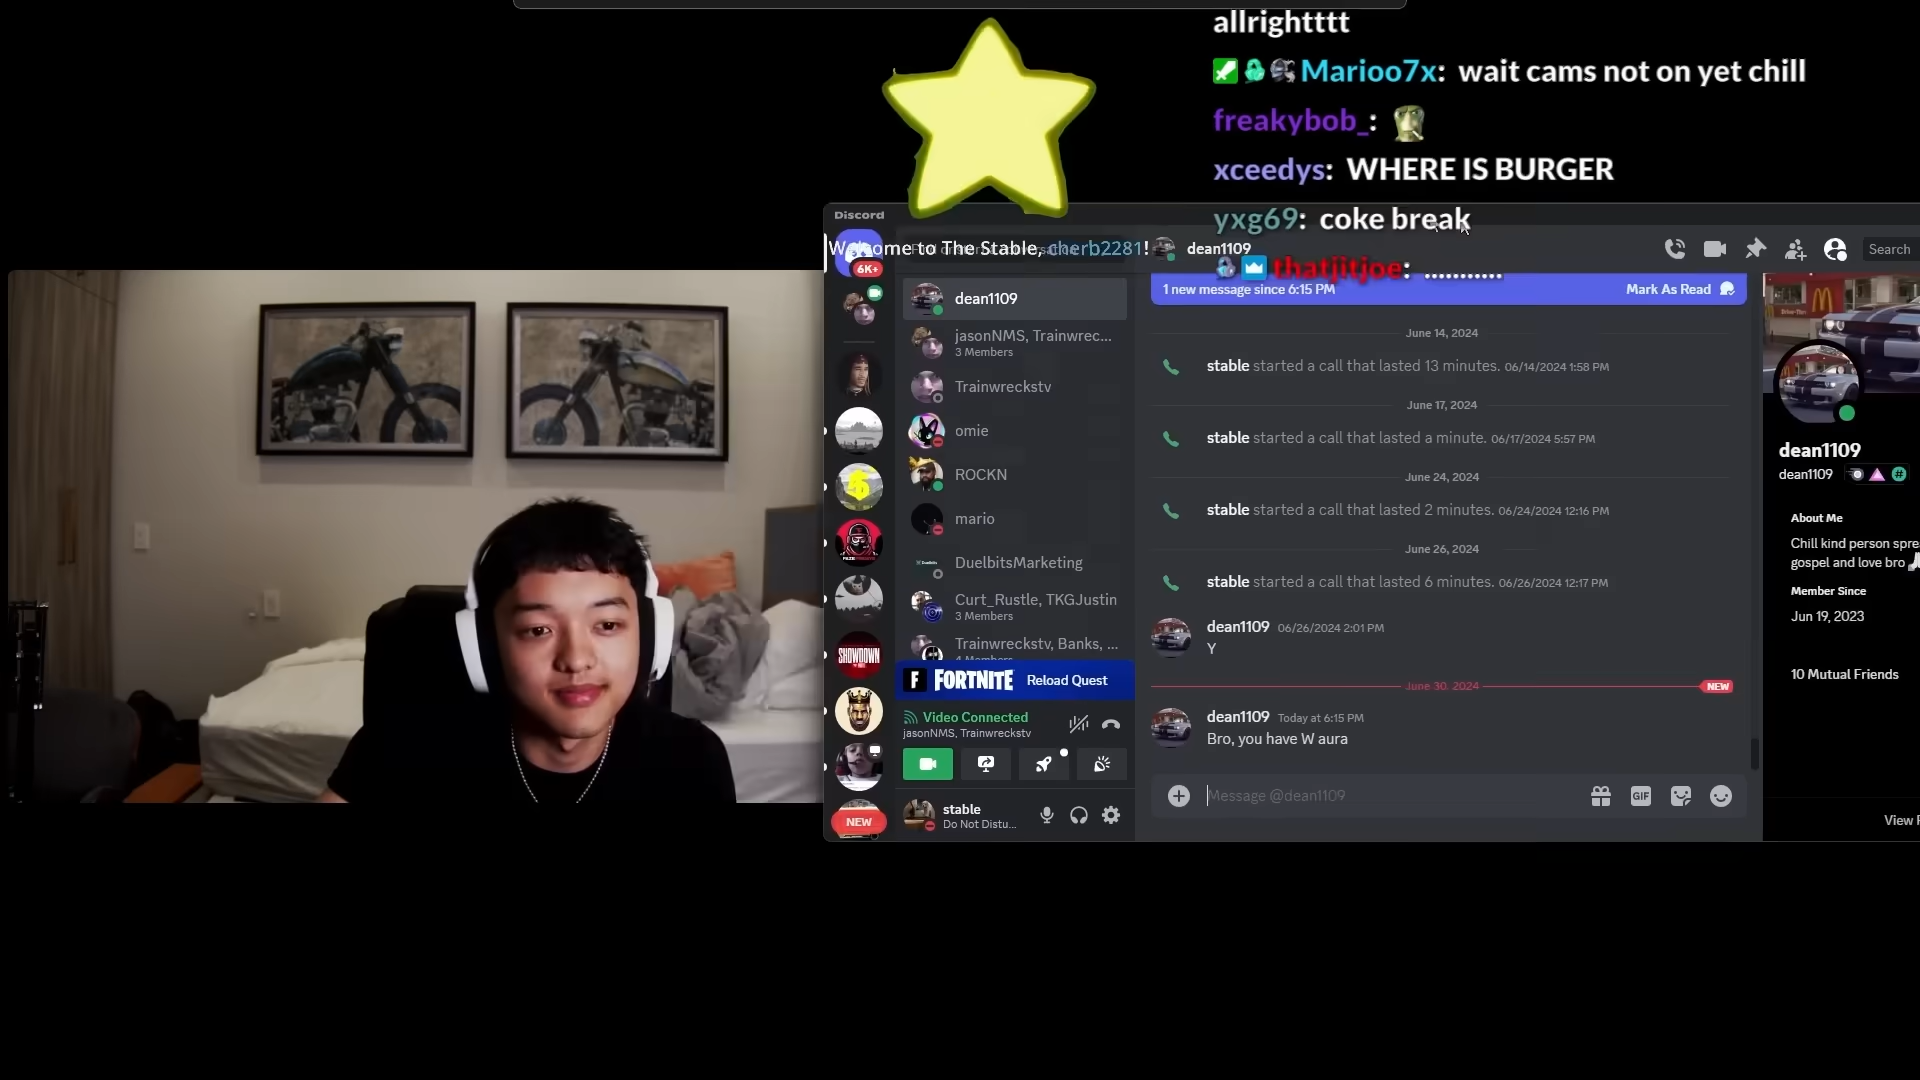 allrightttt
Marioo7x: wait cams not on yet chill
freakybob_:
xceedys: WHERE IS BURGER
yxg69: coke break
thatjitjoe: ...........
Welcome to The Stable, cherb2281!
Discord
6K+
SHOWDOWN
NEW
dean1109
jasonNMS, Trainwrec...
3 Members
Trainwreckstv
omie
ROCKN
mario
DuelbitsMarketing
Curt_Rustle, TKGJustin
3 Members
Trainwreckstv, Banks, ...
FORTNITE Reload Quest
Video Connected
jasonNMS, Trainwreckstv
stable
Do Not Distu...
dean1109
Search
1 new message since 6:15 PM
Mark As Read
June 14, 2024
stable started a call that lasted 13 minutes. 06/14/2024 1:58 PM
June 17, 2024
stable started a call that lasted a minute. 06/17/2024 5:57 PM
June 24, 2024
stable started a call that lasted 2 minutes. 06/24/2024 12:16 PM
June 26, 2024
stable started a call that lasted 6 minutes. 06/26/2024 12:17 PM
dean1109 06/26/2024 2:01 PM
Y
June 30, 2024
NEW
dean1109 Today at 6:15 PM
Bro, you have W aura
Message @dean1109
GIF
dean1109
dean1109
About Me
Chill kind person spre
gospel and love bro
Member Since
Jun 19, 2023
10 Mutual Friends
View